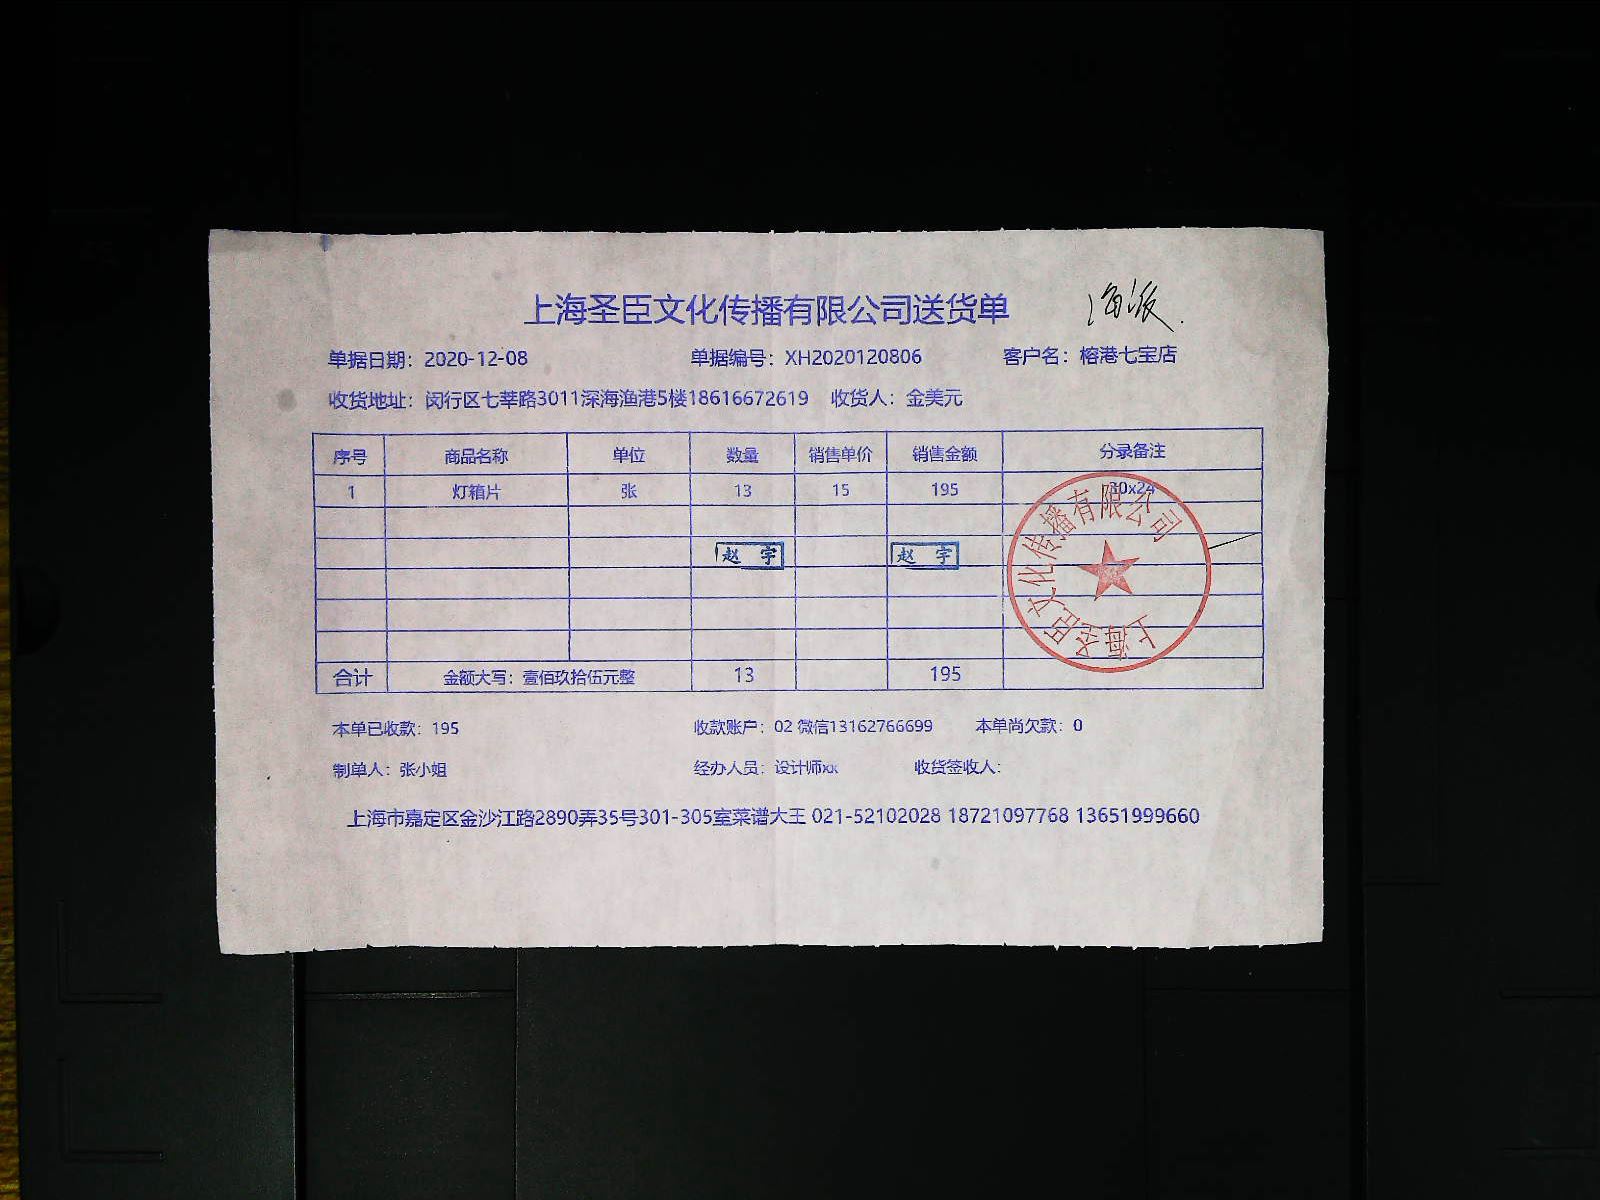 上海圣臣文化传播有限公司送货单 海派.
单据日期：2020-12-08 单据编号：XH2020120806 客户名：榕港七宝店
收货地址：闵行区七莘路3011深海渔港5楼18616672619 收货人：金美元
序号 商品名称 单位 数量 销售单价 销售金额 分录备注
1 灯箱片 张 13 15 195 30x24
赵宇 赵宇
上海圣臣文化传播有限公司
合计 金额大写：壹佰玖拾伍元整 13 195
本单已收款：195 收款账户：02 微信13162766699 本单尚欠款：0
制单人：张小姐 经办人员：设计师xx 收货签收人：
上海市嘉定区金沙江路2890弄35号301-305室菜谱大王 021-52102028 18721097768 13651999660